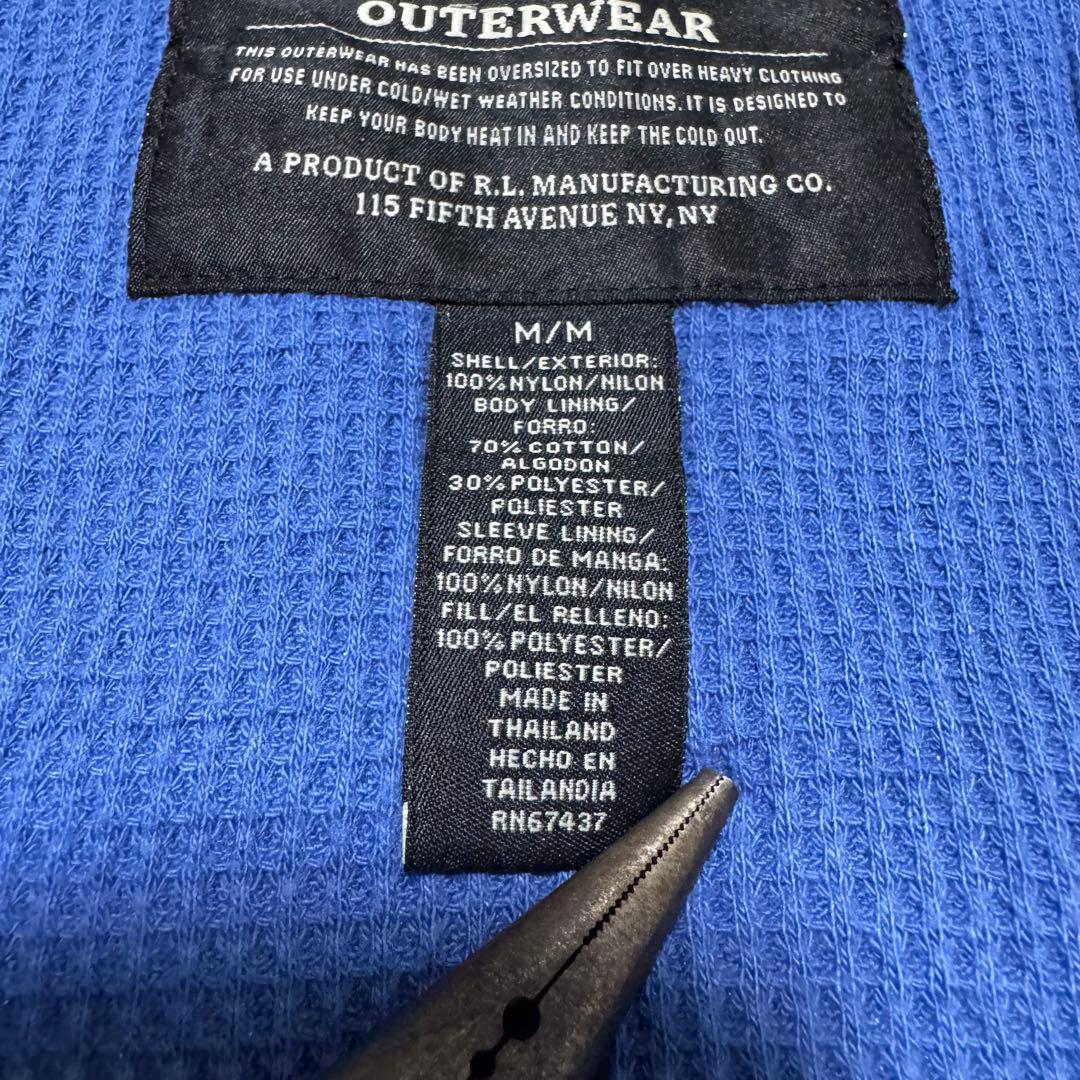 OUTERWEAR
THIS OUTERWEAR HAS BEEN OVERSIZED TO FIT OVER HEAVY CLOTHING
FOR USE UNDER COLD/WET WEATHER CONDITIONS. IT IS DESIGNED TO
KEEP YOUR BODY HEAT IN AND KEEP THE COLD OUT.
A PRODUCT OF R.L. MANUFACTURING CO.
115 FIFTH AVENUE NY, NY
M/M
SHELL/EXTERIOR:
100% NYLON/NILON
BODY LINING/
FORRO:
70% COTTON/
ALGODON
30% POLYESTER/
POLIESTER
SLEEVE LINING/
FORRO DE MANGA:
100% NYLON/NILON
FILL/EL RELLENO:
100% POLYESTER/
POLIESTER
MADE IN
THAILAND
HECHO EN
TAILANDIA
RN67437